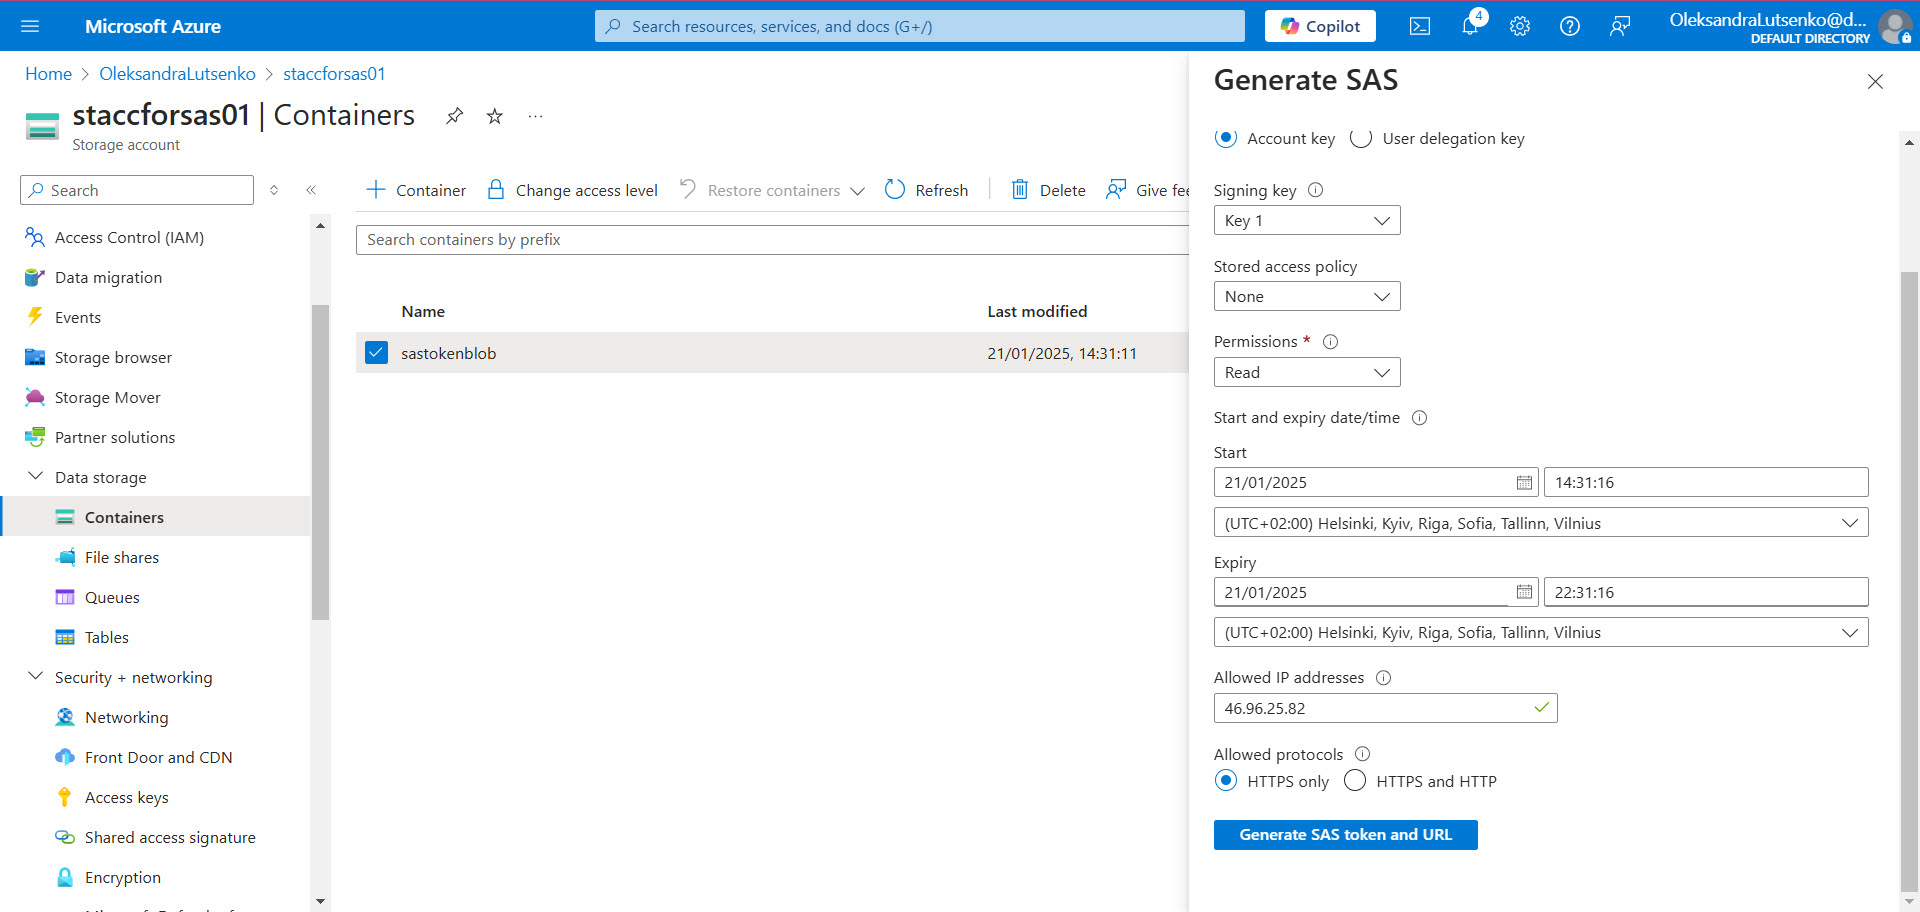 Microsoft Azure
Search resources, services, and docs (G+/)
Copilot
4
OleksandraLutsenko@d...
DEFAULT DIRECTORY
Home > OleksandraLutsenko > staccforsas01
staccforsas01 | Containers
Storage account
Search
Access Control (IAM)
Data migration
Events
Storage browser
Storage Mover
Partner solutions
Data storage
Containers
File shares
Queues
Tables
Security + networking
Networking
Front Door and CDN
Access keys
Shared access signature
Encryption
Container Change access level Restore containers Refresh Delete Give fee
Search containers by prefix
Name Last modified
sastokenblob 21/01/2025, 14:31:11
Generate SAS
Account key User delegation key
Signing key
Key 1
Stored access policy
None
Permissions *
Read
Start and expiry date/time
Start
21/01/2025 14:31:16
(UTC+02:00) Helsinki, Kyiv, Riga, Sofia, Tallinn, Vilnius
Expiry
21/01/2025 22:31:16
(UTC+02:00) Helsinki, Kyiv, Riga, Sofia, Tallinn, Vilnius
Allowed IP addresses
46.96.25.82
Allowed protocols
HTTPS only HTTPS and HTTP
Generate SAS token and URL